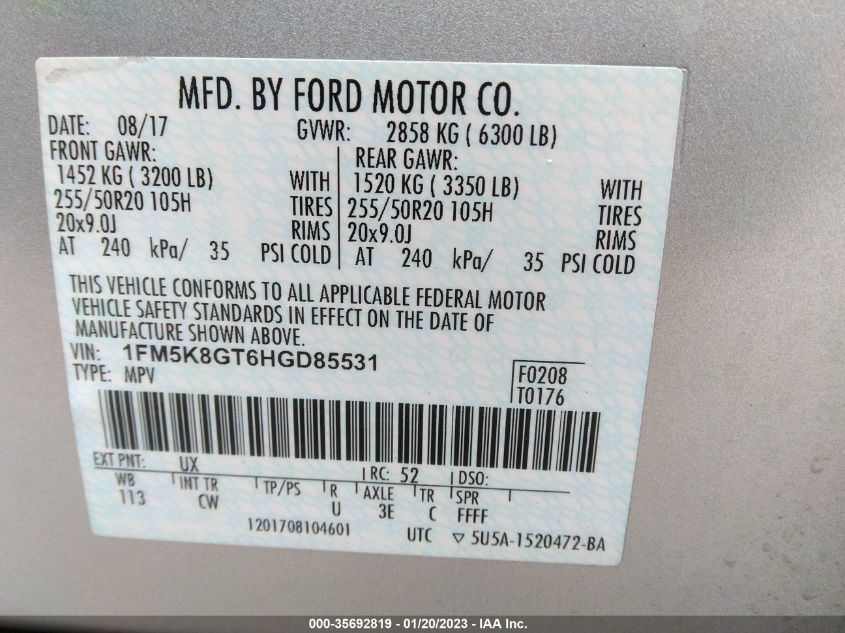 MFD. BY FORD MOTOR CO.
DATE: 08/17 GVWR: 2858 KG ( 6300 LB)
FRONT GAWR: REAR GAWR:
1452 KG ( 3200 LB) WITH 1520 KG ( 3350 LB) WITH
255/50R20 105H TIRES 255/50R20 105H TIRES
20x9.0J RIMS 20x9.0J RIMS
AT 240 kPa/ 35 PSI COLD AT 240 kPa/ 35 PSI COLD
THIS VEHICLE CONFORMS TO ALL APPLICABLE FEDERAL MOTOR
VEHICLE SAFETY STANDARDS IN EFFECT ON THE DATE OF
MANUFACTURE SHOWN ABOVE.
VIN: 1FM5K8GT6HGD85531
TYPE: MPV
F0208
T0176
EXT PNT: UX RC: 52 DSO:
WB INT TR TP/PS R AXLE TR SPR
113 CW U 3E C FFFF
1201708104601 UTC ▽ 5U5A-1520472-BA
000-35692819 - 01/20/2023 - IAA Inc.